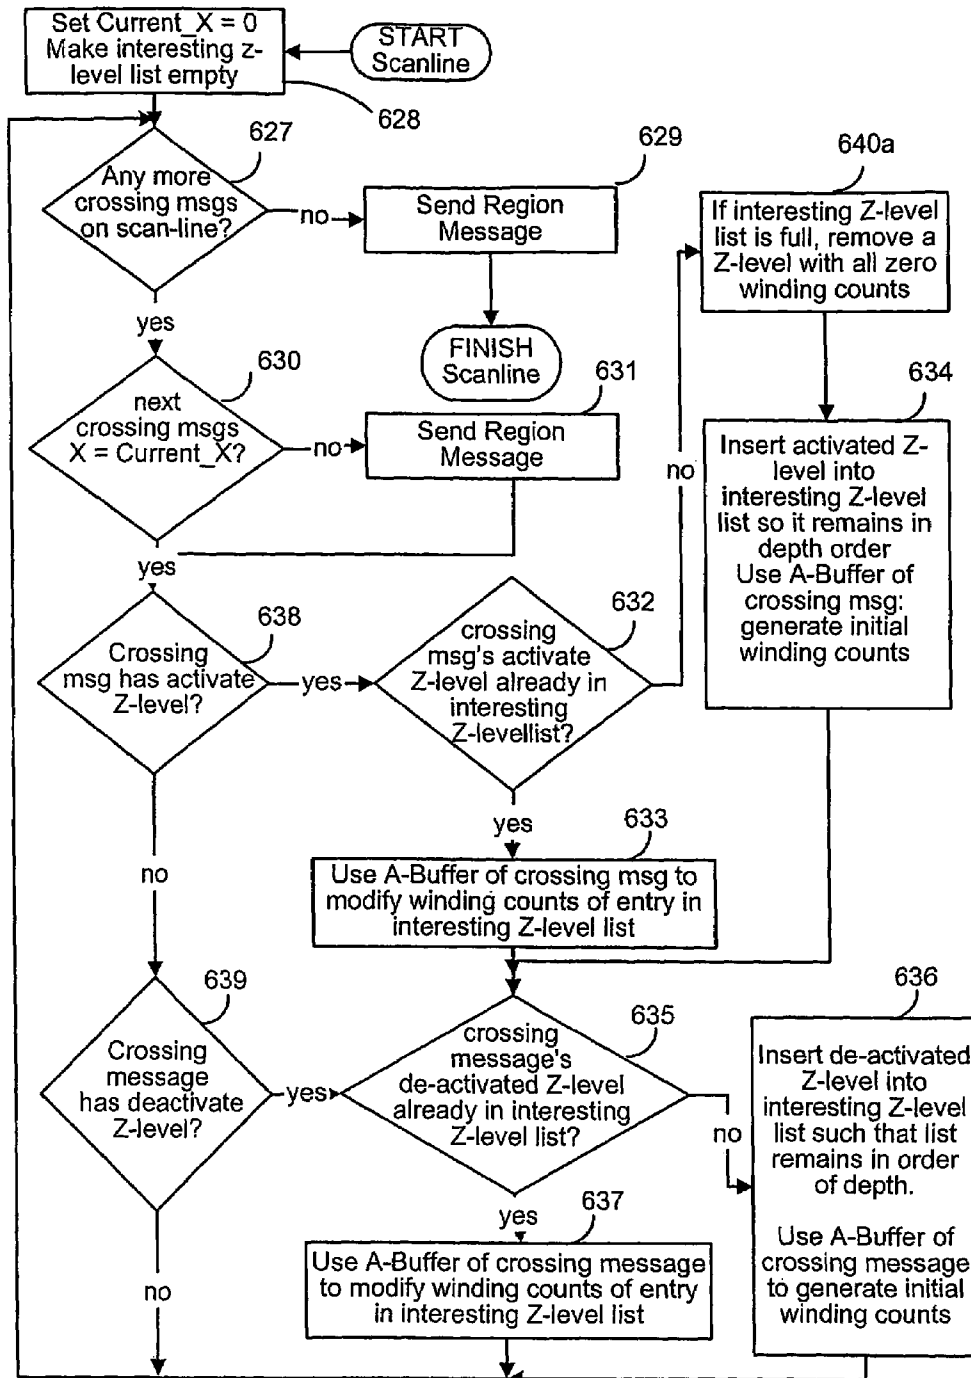 Set Current_X = 0
Make interesting z-
level list empty
START
Scanline
628
627
Any more
crossing msgs
on scan-line?
no
629
Send Region
Message
640a
If interesting Z-level
list is full, remove a
Z-level with all zero
winding counts
yes
FINISH
Scanline
630
next
crossing msgs
X = Current_X?
no
631
Send Region
Message
no
634
Insert activated Z-
level into
interesting Z-level
list so it remains in
depth order
Use A-Buffer of
crossing msg:
generate initial
winding counts
yes
638
Crossing
msg has activate
Z-level?
yes
632
crossing
msg's activate
Z-level already in
interesting
Z-levellist?
yes
633
Use A-Buffer of crossing msg to
modify winding counts of entry in
interesting Z-level list
no
639
Crossing
message
has deactivate
Z-level?
yes
635
crossing
message's
de-activated Z-level
already in interesting
Z-level list?
no
636
Insert de-activated
Z-level into
interesting Z-level
list such that list
remains in order
of depth.
Use A-Buffer of
crossing message
to generate initial
winding counts
yes
637
Use A-Buffer of crossing message
to modify winding counts of entry
in interesting Z-level list
no